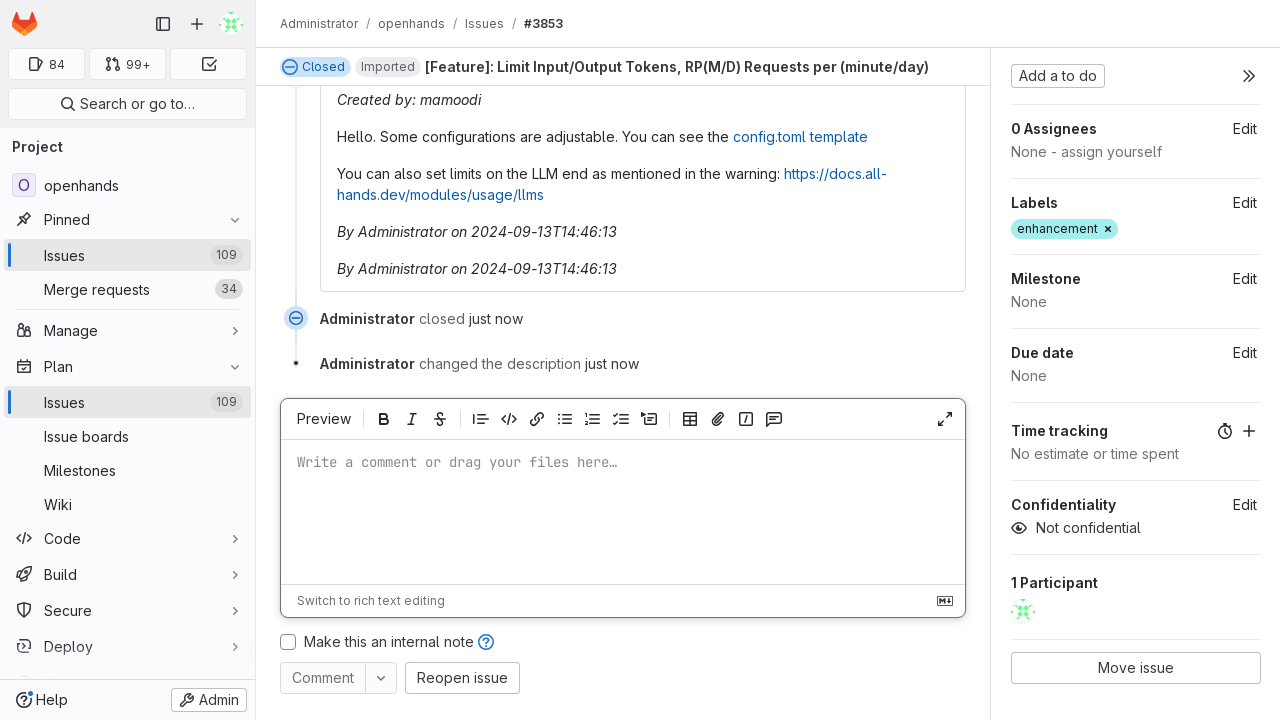 Administrator / openhands / Issues / #3853
84
99+
Search or go to…
Project
O openhands
Pinned
Issues 109
Merge requests 34
Manage
Plan
Issues 109
Issue boards
Milestones
Wiki
Code
Build
Secure
Deploy
Help
Admin
Closed Imported [Feature]: Limit Input/Output Tokens, RP(M/D) Requests per (minute/day)
Created by: mamoodi
Hello. Some configurations are adjustable. You can see the config.toml template
You can also set limits on the LLM end as mentioned in the warning: https://docs.all-
hands.dev/modules/usage/llms
By Administrator on 2024-09-13T14:46:13
By Administrator on 2024-09-13T14:46:13
Administrator closed just now
Administrator changed the description just now
Preview
Write a comment or drag your files here…
Switch to rich text editing
Make this an internal note
Comment
Reopen issue
Add a to do
0 Assignees Edit
None - assign yourself
Labels Edit
enhancement
Milestone Edit
None
Due date Edit
None
Time tracking
No estimate or time spent
Confidentiality Edit
Not confidential
1 Participant
Move issue